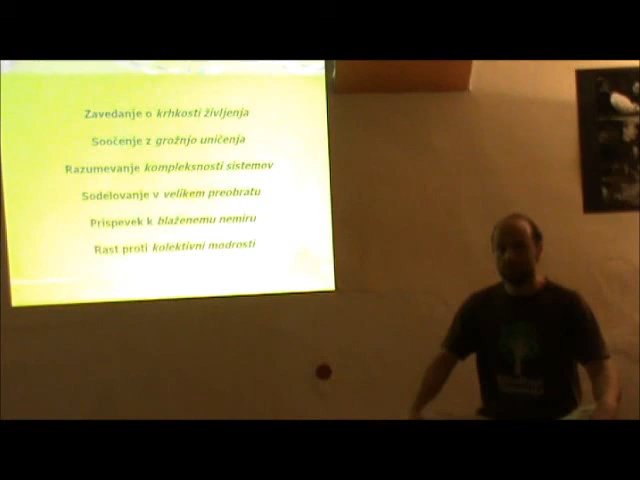 Zavedanje o krhkosti življenja
Soočenje z grožnjo uničenja
Razumevanje kompleksnosti sistemov
Sodelovanje v velikem preobratu
Prispevek k blaženemu nemiru
Rast proti kolektivni modrosti